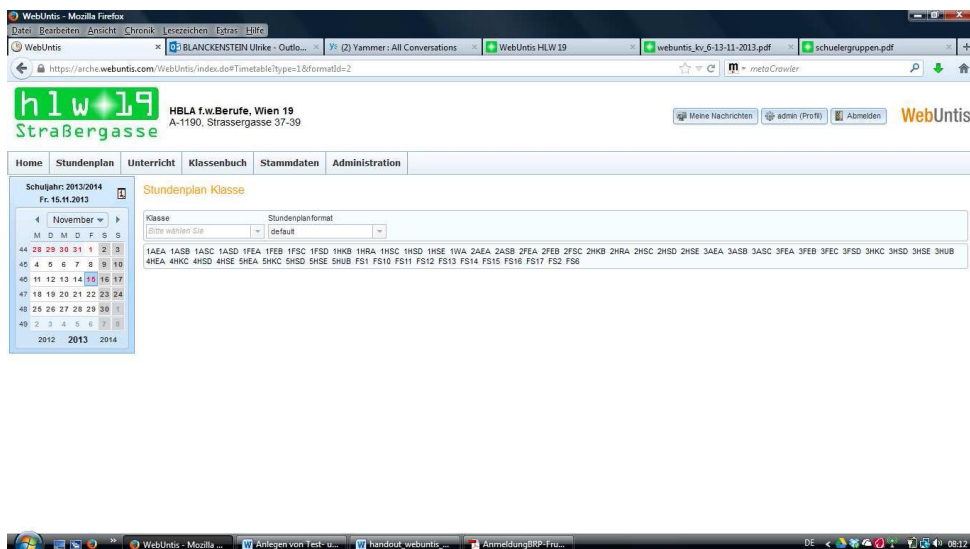 WebUntis - Mozilla Firefox
Datei Bearbeiten Ansicht Chronik Lesezeichen Extras Hilfe
WebUntis × BLANCKENSTEIN Ulrike - Outlo... × (2) Yammer : All Conversations × WebUntis HLW 19 × webuntis_kv_6-13-11-2013.pdf × schuelergruppen.pdf × +
https://arche.webuntis.com/WebUntis/index.do#Timetable?type=1&formatId=2 metaCrawler
hlw+19
Straßergasse
HBLA f.w.Berufe, Wien 19
A-1190, Strassergasse 37-39
Meine Nachrichten admin (Profil) Abmelden WebUntis
Home Stundenplan Unterricht Klassenbuch Stammdaten Administration
Schuljahr: 2013/2014
Fr. 15.11.2013
Stundenplan Klasse
November
Klasse Stundenplanformat
Bitte wählen Sie default
M D M D F S S
44 28 29 30 31 1 2 3
45 4 5 6 7 8 9 10
46 11 12 13 14 15 16 17
47 18 19 20 21 22 23 24
48 25 26 27 28 29 30 1
49 2 3 4 5 6 7 8
2012 2013 2014
1AEA 1ASB 1ASC 1ASD 1FEA 1FEB 1FSC 1FSD 1HKB 1HRA 1HSC 1HSD 1HSE 1WA 2AEA 2ASB 2FEA 2FEB 2FSC 2HKB 2HRA 2HSC 2HSD 2HSE 3AEA 3ASB 3ASC 3FEA 3FEB 3FEC 3FSD 3HKC 3HSD 3HSE 3HUB
4HEA 4HKC 4HSD 4HSE 5HEA 5HKC 5HSD 5HSE 5HUB FS1 FS10 FS11 FS12 FS13 FS14 FS15 FS16 FS17 FS2 FS6
WebUntis - Mozilla ... Anlegen von Test- u... handout_webuntis_... AnmeldungBRP-Fru... DE 08:12